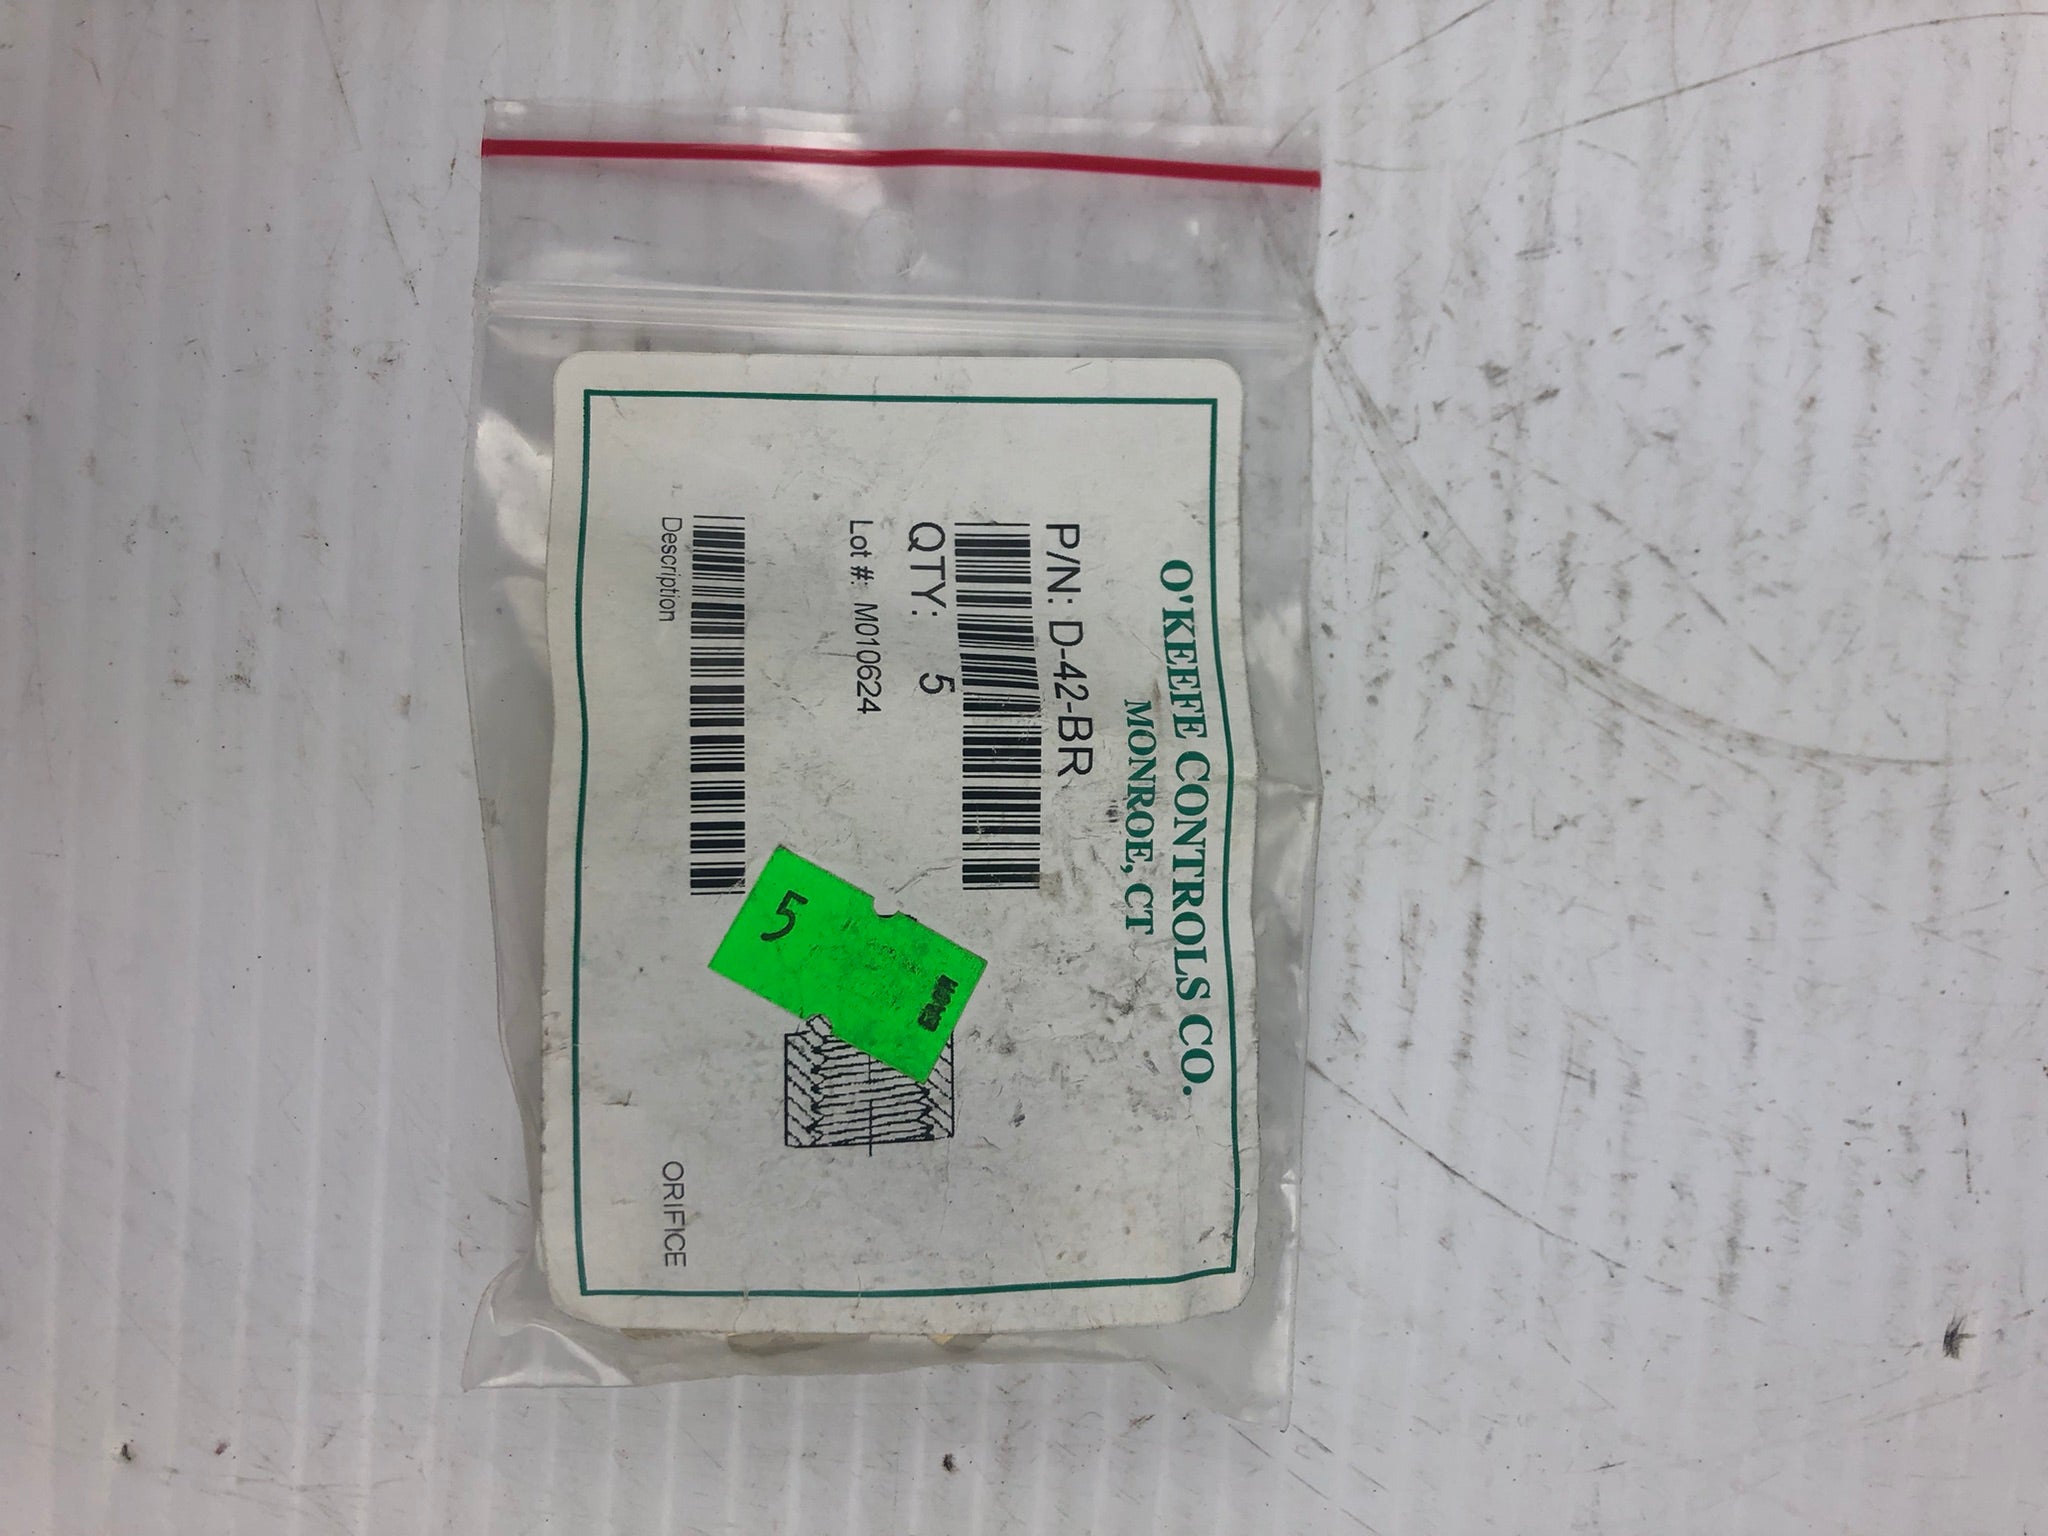 O'KEEFE CONTROLS CO.
MONROE, CT
P/N: D-42-BR
QTY: 5
Lot #: M010624
5
Description
ORIFICE